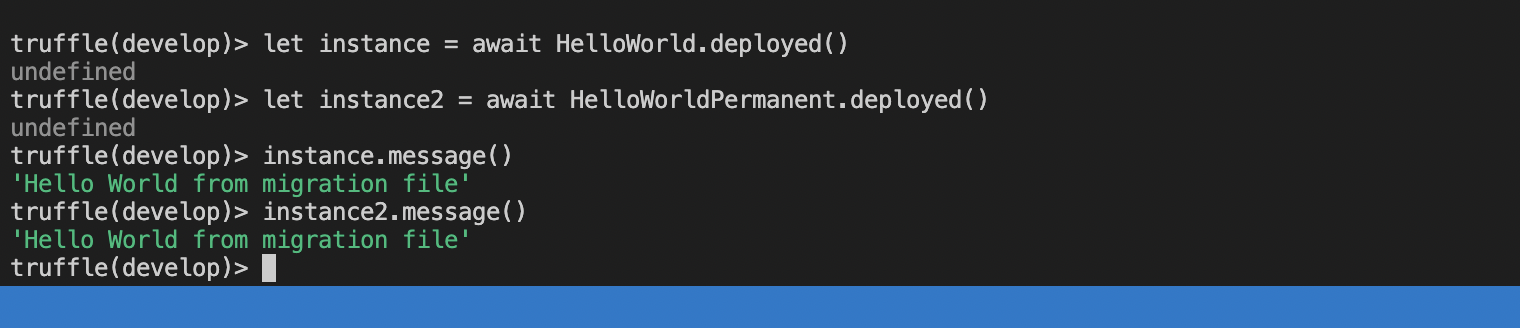 truffle(develop)> let instance = await HelloWorld.deployed()
undefined
truffle(develop)> let instance2 = await HelloWorldPermanent.deployed()
undefined
truffle(develop)> instance.message()
'Hello World from migration file'
truffle(develop)> instance2.message()
'Hello World from migration file'
truffle(develop)>